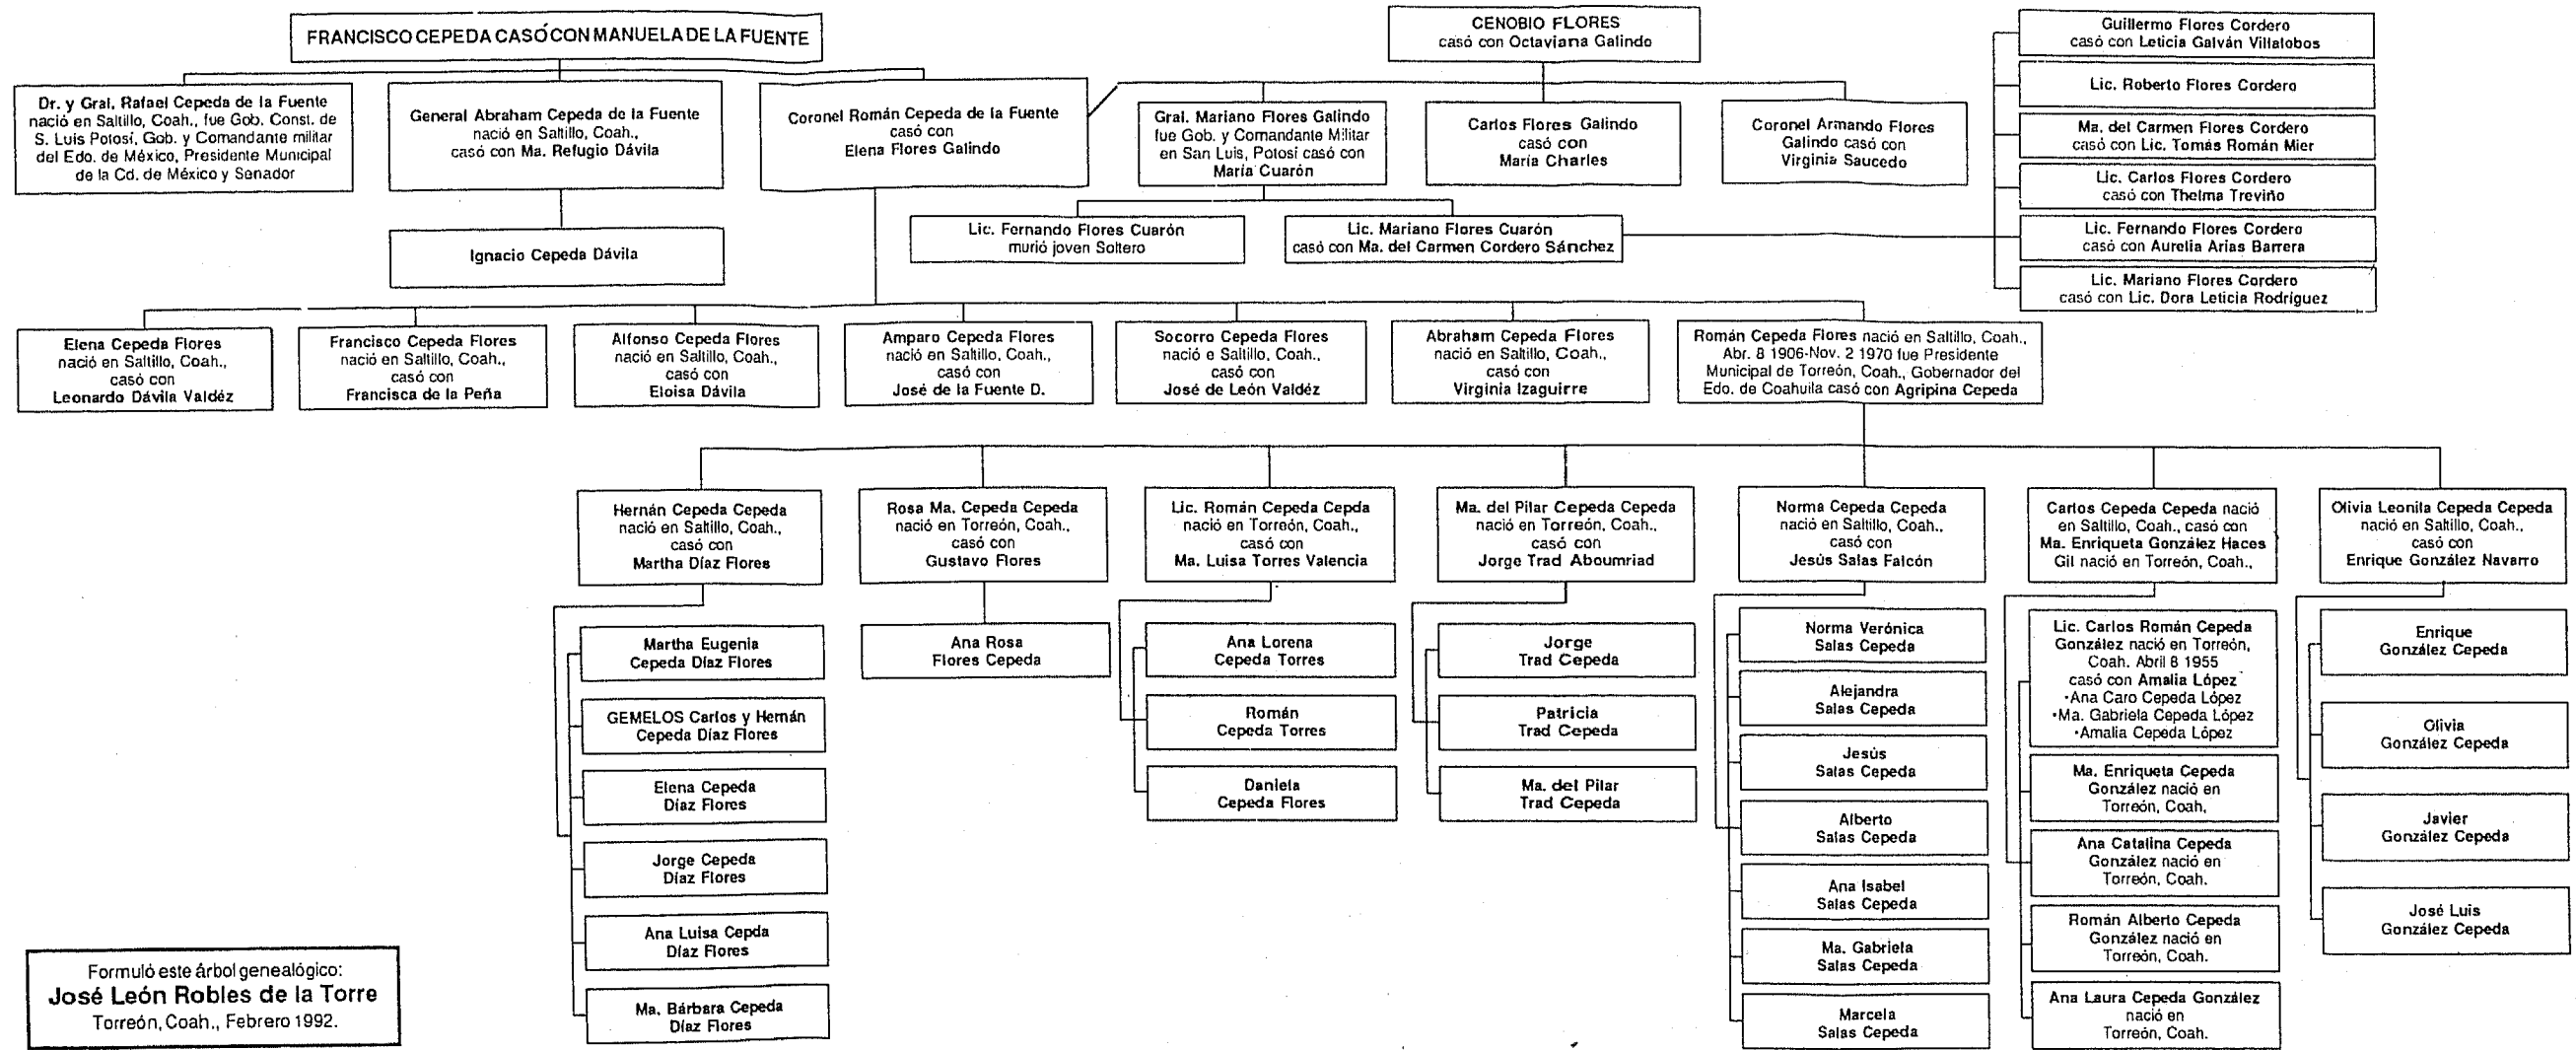 FRANCISCO CEPEDA CASÓ CON MANUELA DE LA FUENTE
CENOBIO FLORES
casó con Octaviana Galindo
Guillermo Flores Cordero
casó con Leticia Galván Villalobos
Lic. Roberto Flores Cordero
Ma. del Carmen Flores Cordero
casó con Lic. Tomás Román Mier
Lic. Carlos Flores Cordero
casó con Thelma Treviño
Lic. Fernando Flores Cordero
casó con Aurelia Arias Barrera
Lic. Mariano Flores Cordero
casó con Lic. Dora Leticia Rodríguez
Dr. y Gral. Rafael Cepeda de la Fuente
nació en Saltillo, Coah., fue Gob. Const. de
S. Luis Potosí, Gob. y Comandante militar
del Edo. de México, Presidente Municipal
de la Cd. de México y Senador
General Abraham Cepeda de la Fuente
nació en Saltillo, Coah.,
casó con Ma. Refugio Dávila
Coronel Román Cepeda de la Fuente
casó con
Elena Flores Galindo
Gral. Mariano Flores Galindo
fue Gob. y Comandante Militar
en San Luis, Potosí casó con
María Cuarón
Carlos Flores Galindo
casó con
María Charles
Coronel Armando Flores
Galindo casó con
Virginia Saucedo
Ignacio Cepeda Dávila
Lic. Fernando Flores Cuarón
murió joven Soltero
Lic. Mariano Flores Cuarón
casó con Ma. del Carmen Cordero Sánchez
Elena Cepeda Flores
nació en Saltillo, Coah.,
casó con
Leonardo Dávila Valdéz
Francisco Cepeda Flores
nació en Saltillo, Coah.,
casó con
Francisca de la Peña
Alfonso Cepeda Flores
nació en Saltillo, Coah.,
casó con
Eloisa Dávila
Amparo Cepeda Flores
nació en Saltillo, Coah.,
casó con
José de la Fuente D.
Socorro Cepeda Flores
nació e Saltillo, Coah.,
casó con
José de León Valdéz
Abraham Cepeda Flores
nació en Saltillo, Coah.,
casó con
Virginia Izaguirre
Román Cepeda Flores nació en Saltillo, Coah.,
Abr. 8 1906-Nov. 2 1970 fue Presidente
Municipal de Torreón, Coah., Gobernador del
Edo. de Coahuila casó con Agripina Cepeda
Hernán Cepeda Cepeda
nació en Saltillo, Coah.,
casó con
Martha Díaz Flores
Rosa Ma. Cepeda Cepeda
nació en Torreón, Coah.,
casó con
Gustavo Flores
Lic. Román Cepeda Cepda
nació en Torreón, Coah.,
casó con
Ma. Luisa Torres Valencia
Ma. del Pilar Cepeda Cepeda
nació en Torreón, Coah.,
casó con
Jorge Trad Aboumriad
Norma Cepeda Cepeda
nació en Saltillo, Coah.,
casó con
Jesús Salas Falcón
Carlos Cepeda Cepeda nació
en Saltillo, Coah., casó con
Ma. Enriqueta González Haces
Gil nació en Torreón, Coah.,
Olivia Leonila Cepeda Cepeda
nació en Saltillo, Coah.,
casó con
Enrique González Navarro
Martha Eugenia
Cepeda Díaz Flores
GEMELOS Carlos y Hernán
Cepeda Díaz Flores
Elena Cepeda
Díaz Flores
Jorge Cepeda
Díaz Flores
Ana Luisa Cepda
Díaz Flores
Ma. Bárbara Cepeda
Díaz Flores
Ana Rosa
Flores Cepeda
Ana Lorena
Cepeda Torres
Román
Cepeda Torres
Daniela
Cepeda Flores
Jorge
Trad Cepeda
Patricia
Trad Cepeda
Ma. del Pilar
Trad Cepeda
Norma Verónica
Salas Cepeda
Alejandra
Salas Cepeda
Jesús
Salas Cepeda
Alberto
Salas Cepeda
Ana Isabel
Salas Cepeda
Ma. Gabriela
Salas Cepeda
Marcela
Salas Cepeda
Lic. Carlos Román Cepeda
González nació en Torreón,
Coah. Abril 8 1955
casó con Amalia López
•Ana Caro Cepeda López
•Ma. Gabriela Cepeda López
•Amalia Cepeda López
Ma. Enriqueta Cepeda
González nació en
Torreón, Coah,
Ana Catalina Cepeda
González nació en
Torreón, Coah.
Román Alberto Cepeda
González nació en
Torreón, Coah.
Ana Laura Cepeda González
nació en
Torreón, Coah.
Enrique
González Cepeda
Olivia
González Cepeda
Javier
González Cepeda
José Luis
González Cepeda
Formuló este árbol genealógico:
José León Robles de la Torre
Torreón, Coah., Febrero 1992.